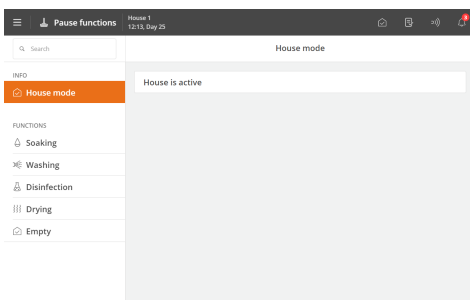 Pause functions
House 1
12:13, Day 25
Search
House mode
INFO
House mode
House is active
FUNCTIONS
Soaking
Washing
Disinfection
Drying
Empty